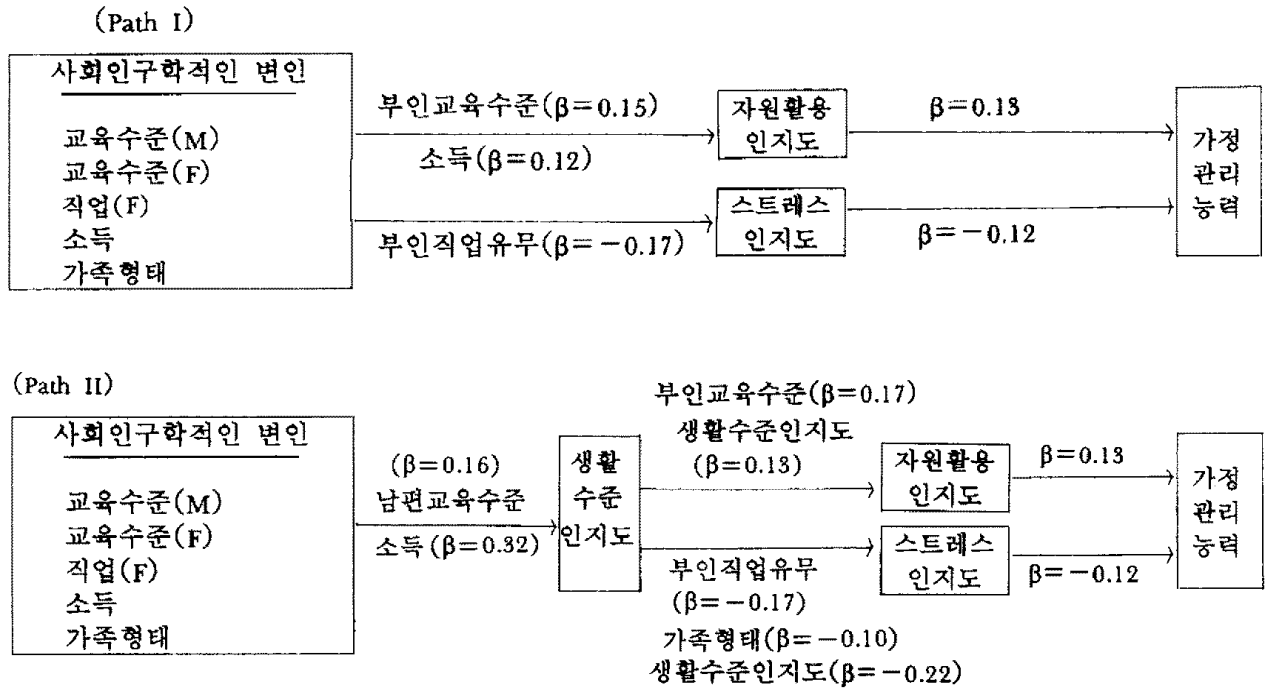 (Path I)
사회인구학적인 변인
교육수준(M)
교육수준(F)
직업(F)
소득
가족형태
부인교육수준(β=0.15)
소득(β=0.12)
부인직업유무(β=-0.17)
자원활용
인지도
스트레스
인지도
β=0.13
β=-0.12
가정
관리
능력
(Path II)
사회인구학적인 변인
교육수준(M)
교육수준(F)
직업(F)
소득
가족형태
(β=0.16)
남편교육수준
소득(β=0.32)
생활
수준
인지도
부인교육수준(β=0.17)
생활수준인지도
(β=0.13)
부인직업유무
(β=-0.17)
가족형태(β=-0.10)
생활수준인지도(β=-0.22)
자원활용
인지도
스트레스
인지도
β=0.13
β=-0.12
가정
관리
능력